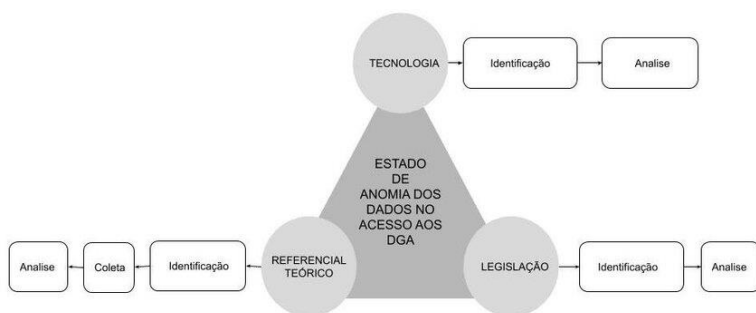 TECNOLOGIA
Identificação
Analise
ESTADO
DE
ANOMIA DOS
DADOS NO
ACESSO AOS
DGA
Analise
Coleta
Identificação
REFERENCIAL
TEÓRICO
LEGISLAÇÃO
Identificação
Analise